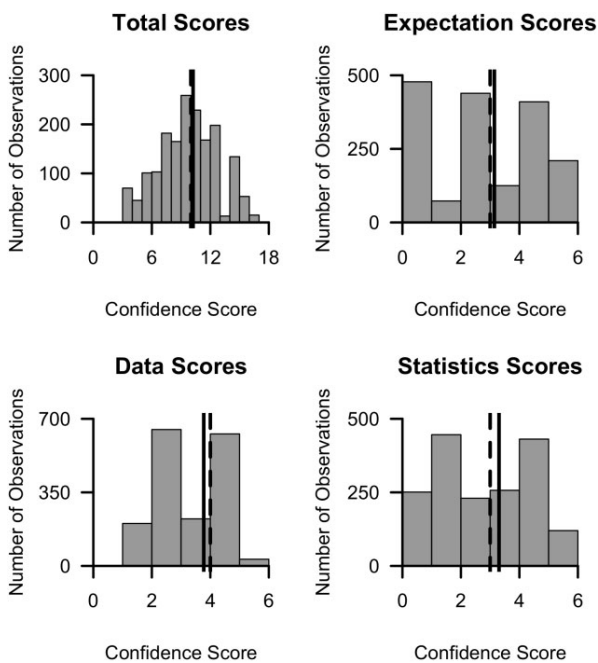 Total Scores
Number of Observations
300
200
100
0
0 6 12 18
Confidence Score
Expectation Scores
Number of Observations
500
250
0
0 2 4 6
Confidence Score
Data Scores
Number of Observations
700
350
0
0 2 4 6
Confidence Score
Statistics Scores
Number of Observations
500
250
0
0 2 4 6
Confidence Score